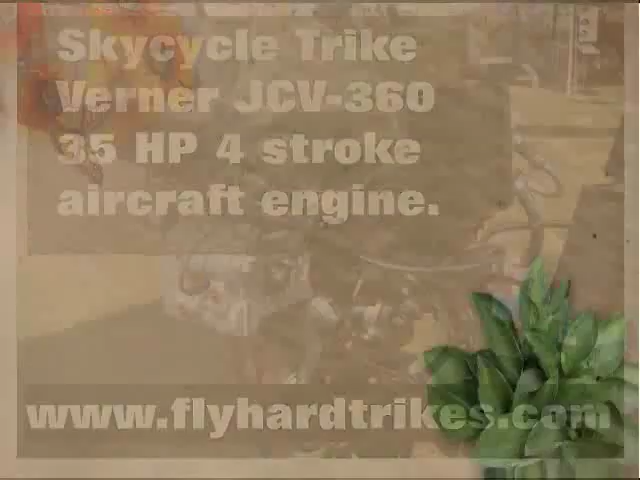 Skycycle Trike
Verner JCV-360
35 HP 4 stroke
aircraft engine.
www.flyhardtrikes.com